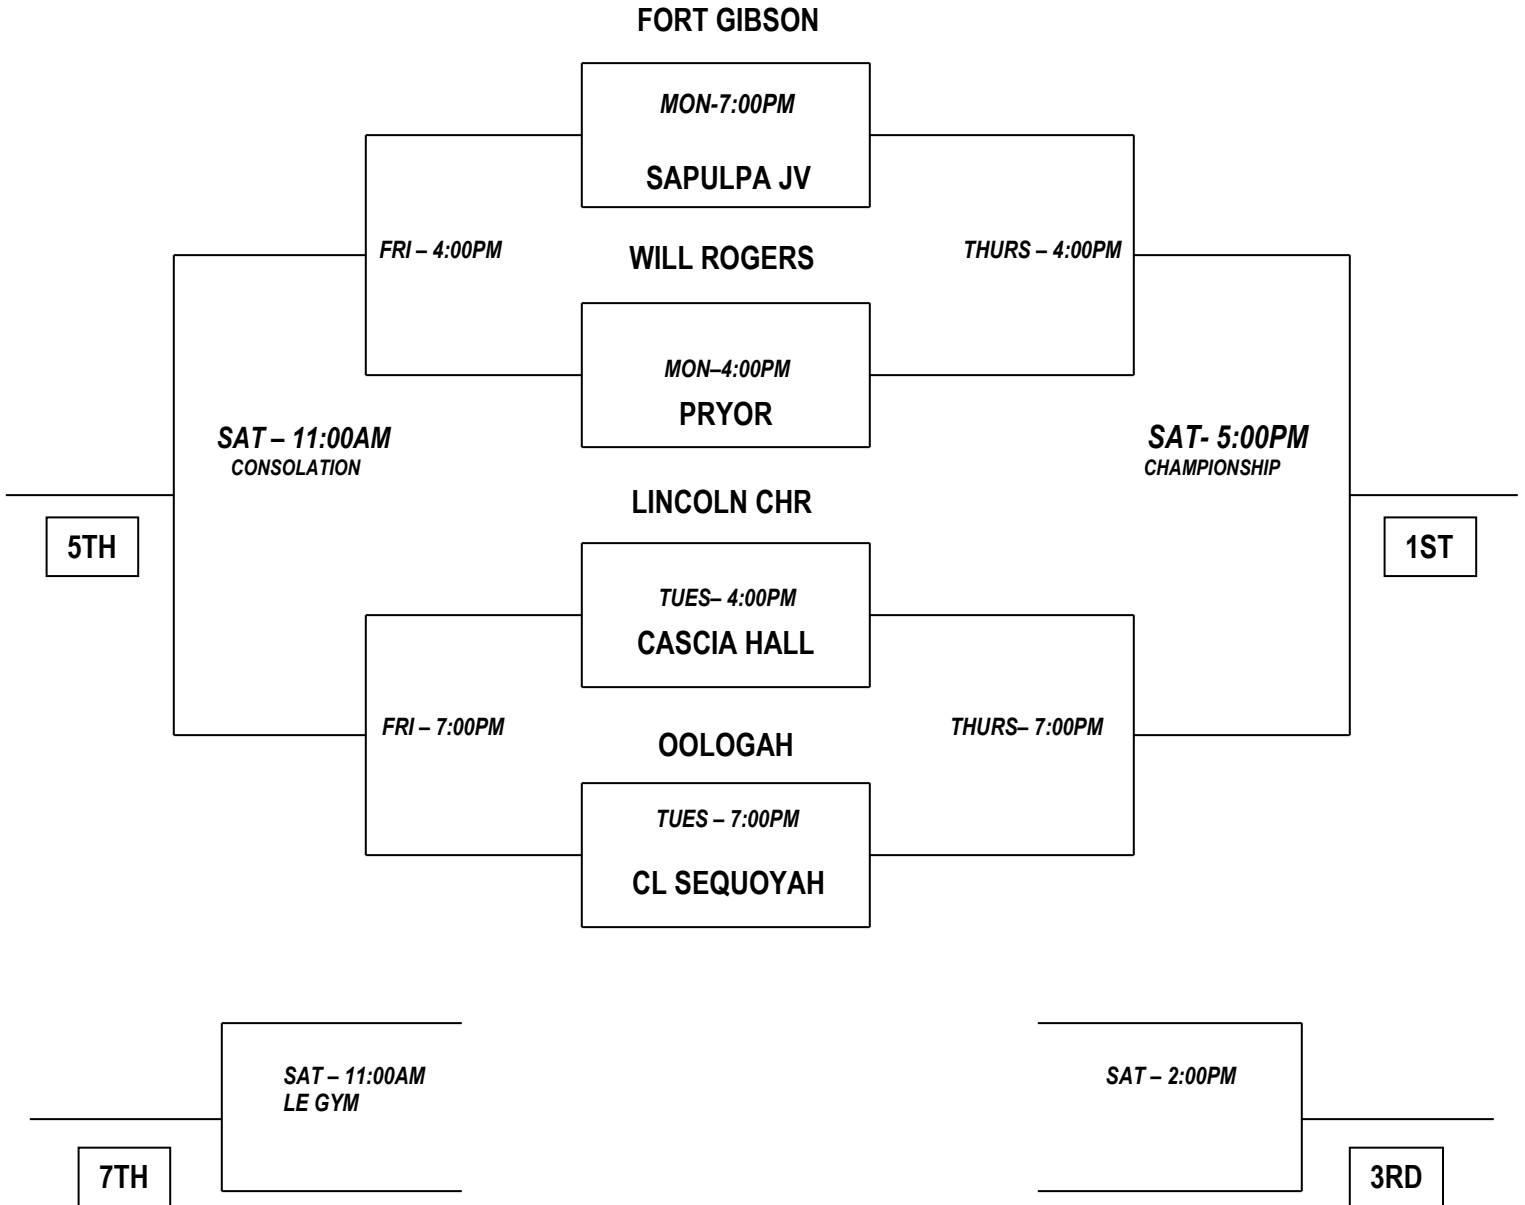 FORT GIBSON
MON-7:00PM
SAPULPA JV
FRI – 4:00PM
WILL ROGERS
THURS – 4:00PM
MON–4:00PM
PRYOR
SAT – 11:00AM
CONSOLATION
SAT- 5:00PM
CHAMPIONSHIP
LINCOLN CHR
5TH
1ST
TUES– 4:00PM
CASCIA HALL
FRI – 7:00PM
OOLOGAH
THURS– 7:00PM
TUES – 7:00PM
CL SEQUOYAH
SAT – 11:00AM
LE GYM
SAT – 2:00PM
7TH
3RD